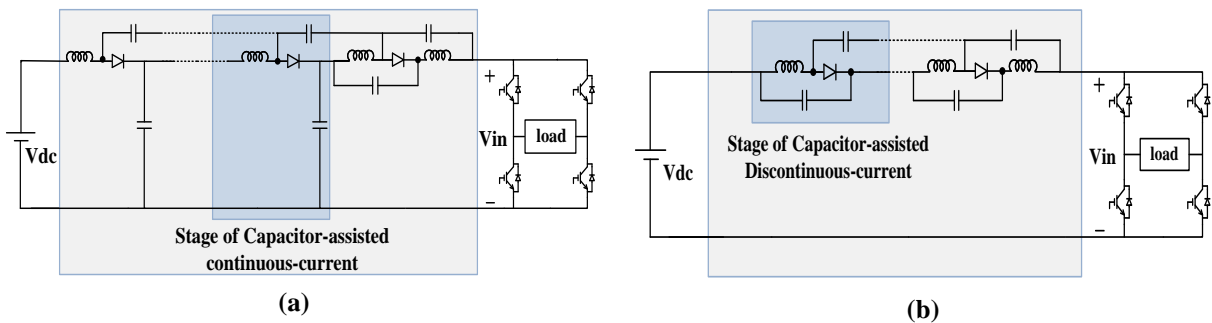 Vdc
+
Vin
−
load
Stage of Capacitor-assisted
continuous-current
(a)
Vdc
+
Vin
−
load
Stage of Capacitor-assisted
Discontinuous-current
(b)